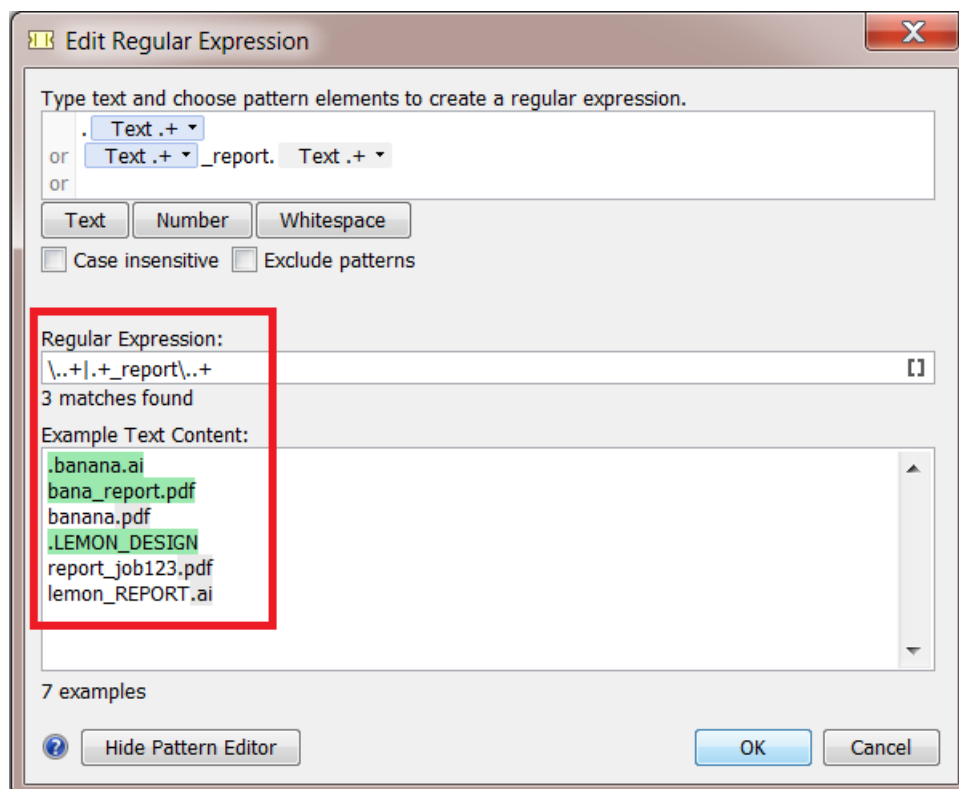 Edit Regular Expression
Type text and choose pattern elements to create a regular expression.
. Text .+
or Text .+ _report. Text .+
or
Text Number Whitespace
Case insensitive Exclude patterns
Regular Expression:
\..+|.+_report\..+
3 matches found
Example Text Content:
.banana.ai
bana_report.pdf
banana.pdf
.LEMON_DESIGN
report_job123.pdf
lemon_REPORT.ai
7 examples
Hide Pattern Editor OK Cancel